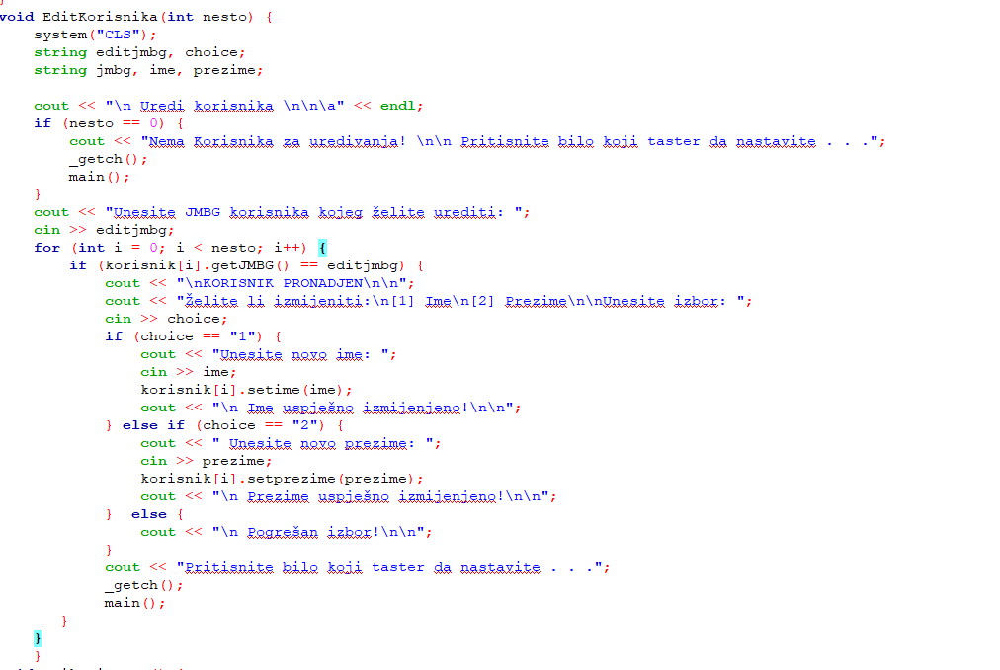 }
void EditKorisnika(int nesto) {
    system("CLS");
    string editjmbg, choice;
    string jmbg, ime, prezime;

    cout << "\n Uredi korisnika \n\n\a" << endl;
    if (nesto == 0) {
        cout << "Nema Korisnika za uredivanja! \n\n Pritisnite bilo koji taster da nastavite . . .";
        _getch();
        main();
    }
    cout << "Unesite JMBG korisnika kojeg želite urediti: ";
    cin >> editjmbg;
    for (int i = 0; i < nesto; i++) {
        if (korisnik[i].getJMBG() == editjmbg) {
            cout << "\nKORISNIK PRONADJEN\n\n";
            cout << "Želite li izmijeniti:\n[1] Ime\n[2] Prezime\n\nUnesite izbor: ";
            cin >> choice;
            if (choice == "1") {
                cout << "Unesite novo ime: ";
                cin >> ime;
                korisnik[i].setime(ime);
                cout << "\n Ime uspješno izmijenjeno!\n\n";
            } else if (choice == "2") {
                cout << " Unesite novo prezime: ";
                cin >> prezime;
                korisnik[i].setprezime(prezime);
                cout << "\n Prezime uspješno izmijenjeno!\n\n";
            }  else {
                cout << "\n Pogrešan izbor!\n\n";
            }
            cout << "Pritisnite bilo koji taster da nastavite . . .";
            _getch();
            main();
       }
    }
    }